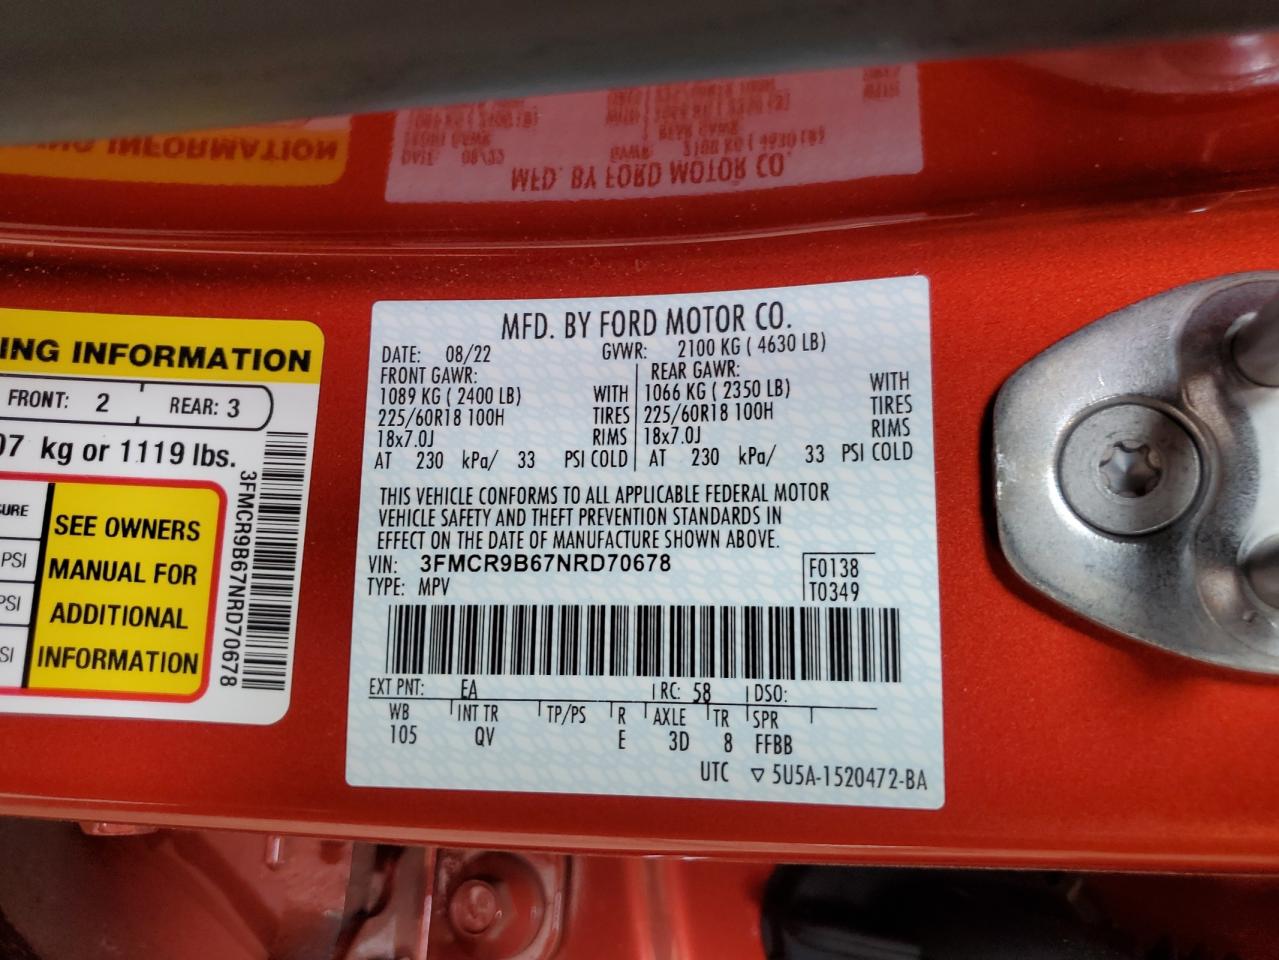 ING INFORMATION
FRONT: 2 REAR: 3
07 kg or 1119 lbs.
SURE
PSI
PSI
SI
SEE OWNERS
MANUAL FOR
ADDITIONAL
INFORMATION
3FMCR9B67NRD70678
MFD. BY FORD MOTOR CO.
DATE: 08/22 GVWR: 2100 KG ( 4630 LB)
FRONT GAWR: REAR GAWR:
1089 KG ( 2400 LB) WITH 1066 KG ( 2350 LB) WITH
225/60R18 100H TIRES 225/60R18 100H TIRES
18x7.0J RIMS 18x7.0J RIMS
AT 230 kPa/ 33 PSI COLD AT 230 kPa/ 33 PSI COLD
THIS VEHICLE CONFORMS TO ALL APPLICABLE FEDERAL MOTOR
VEHICLE SAFETY AND THEFT PREVENTION STANDARDS IN
EFFECT ON THE DATE OF MANUFACTURE SHOWN ABOVE.
VIN: 3FMCR9B67NRD70678 F0138
TYPE: MPV T0349
EXT PNT: EA RC: 58 DSO:
WB INT TR TP/PS R AXLE TR SPR
105 QV E 3D 8 FFBB
UTC ▽ 5U5A-1520472-BA